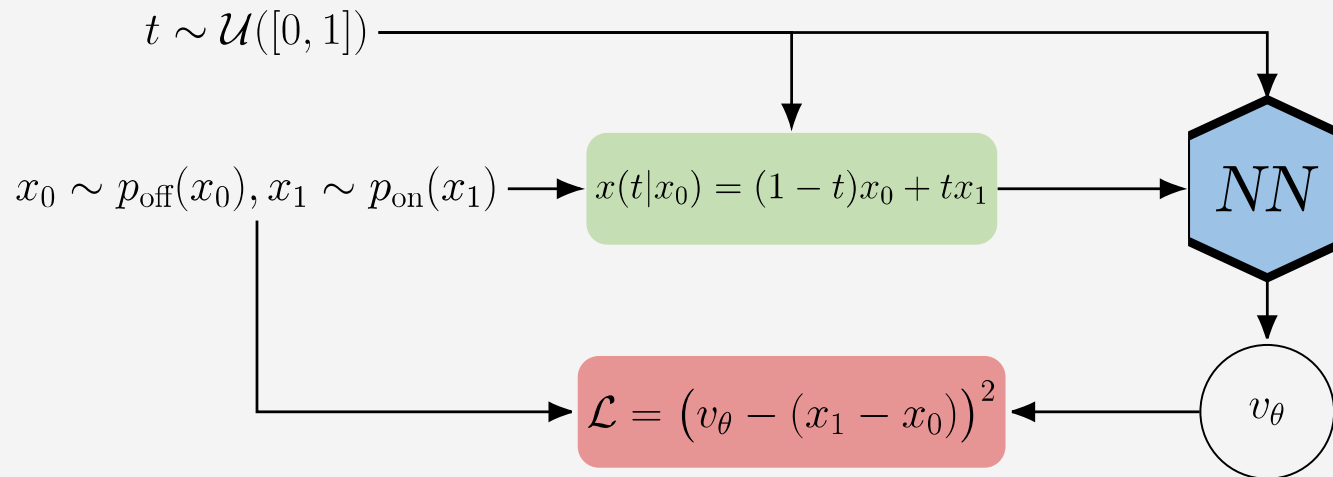 t ∼ 𝒰([0, 1])
x₀ ∼ p_off(x₀), x₁ ∼ p_on(x₁)
x(t|x₀) = (1 − t)x₀ + tx₁
NN
ℒ = (v_θ − (x₁ − x₀))²
v_θ